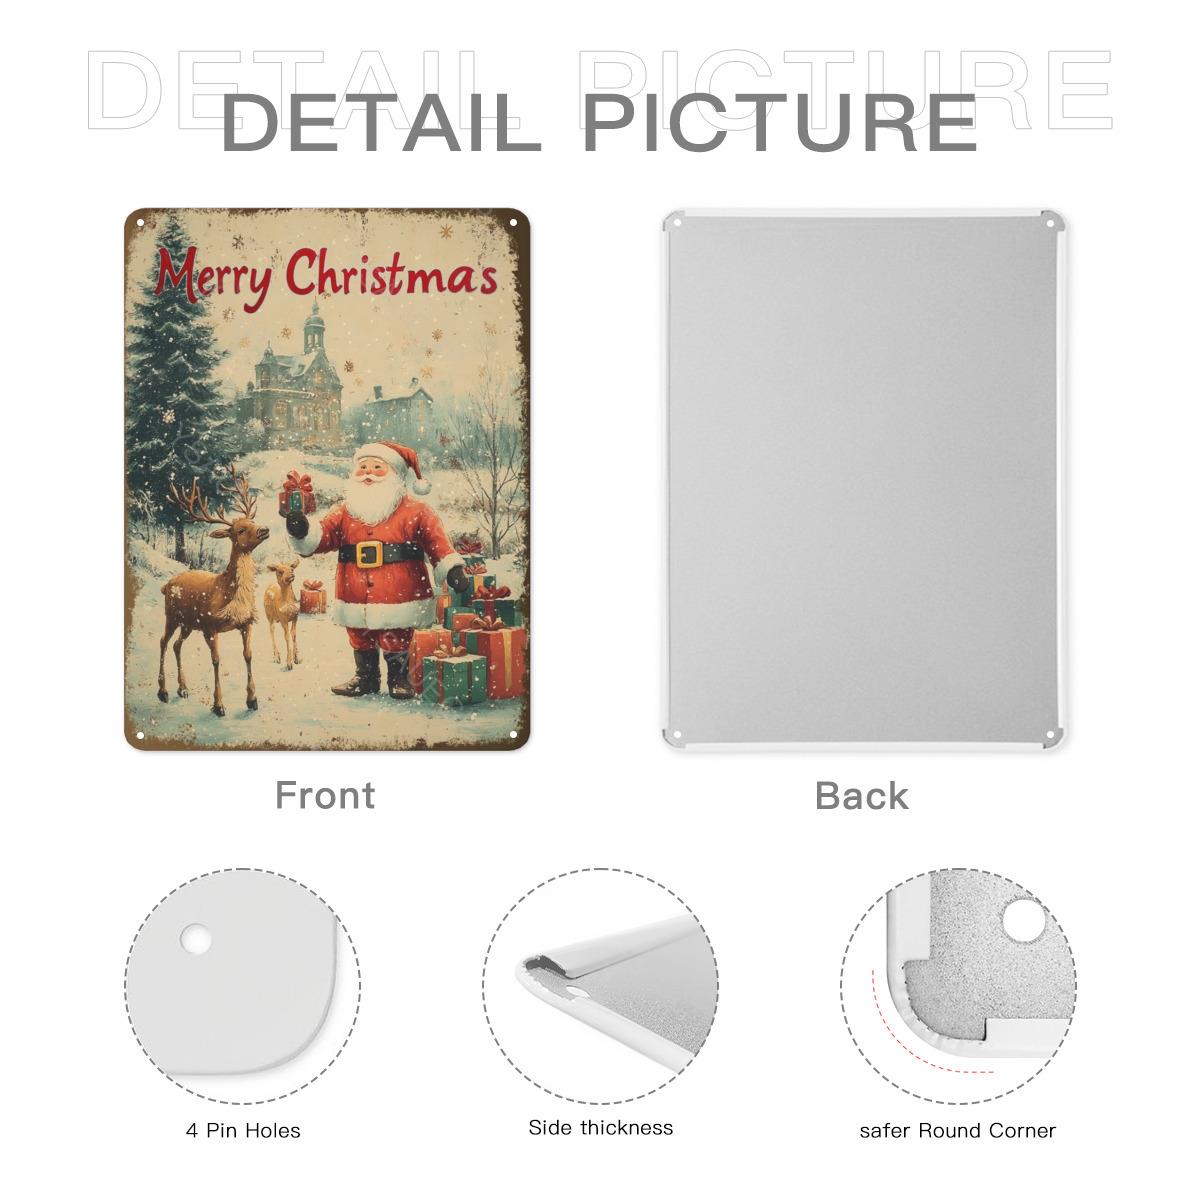 DETAIL PICTURE
DETAIL PICTURE
Merry Christmas
Front
Back
4 Pin Holes
Side thickness
safer Round Corner